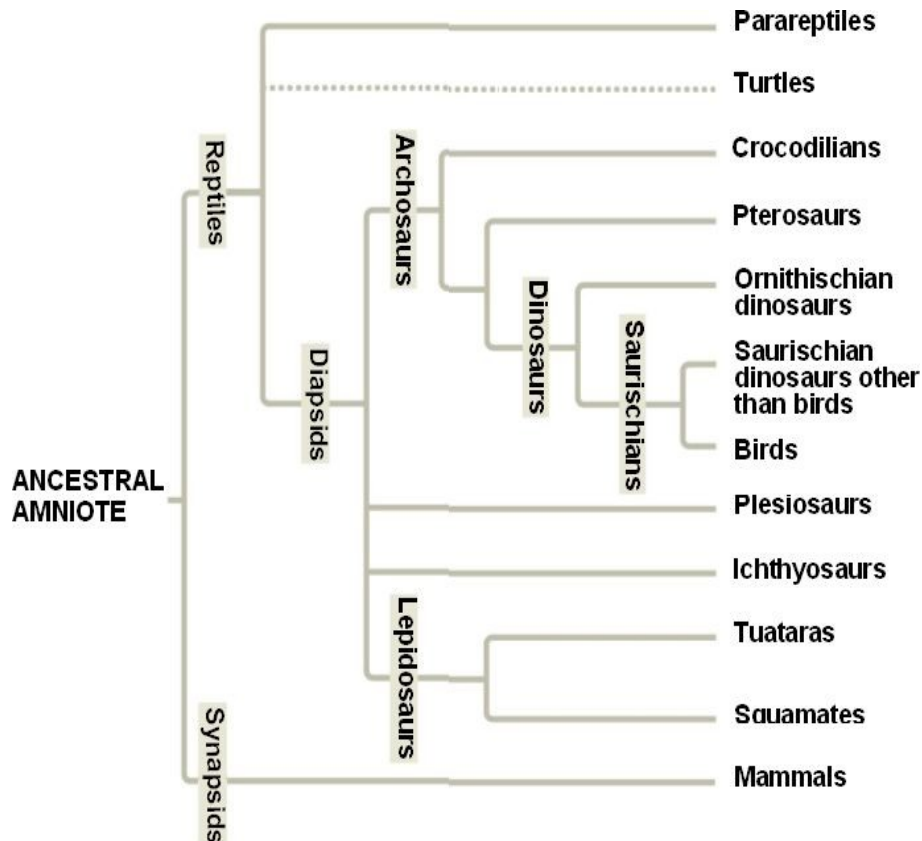 Parareptiles
Turtles
Reptiles
Archosaurs
Crocodilians
Pterosaurs
Dinosaurs
Ornithischian
dinosaurs
Saurischians
Saurischian
dinosaurs other
than birds
Diapsids
Birds
ANCESTRAL
AMNIOTE
Plesiosaurs
Ichthyosaurs
Lepidosaurs
Tuataras
Squamates
Synapsids
Mammals